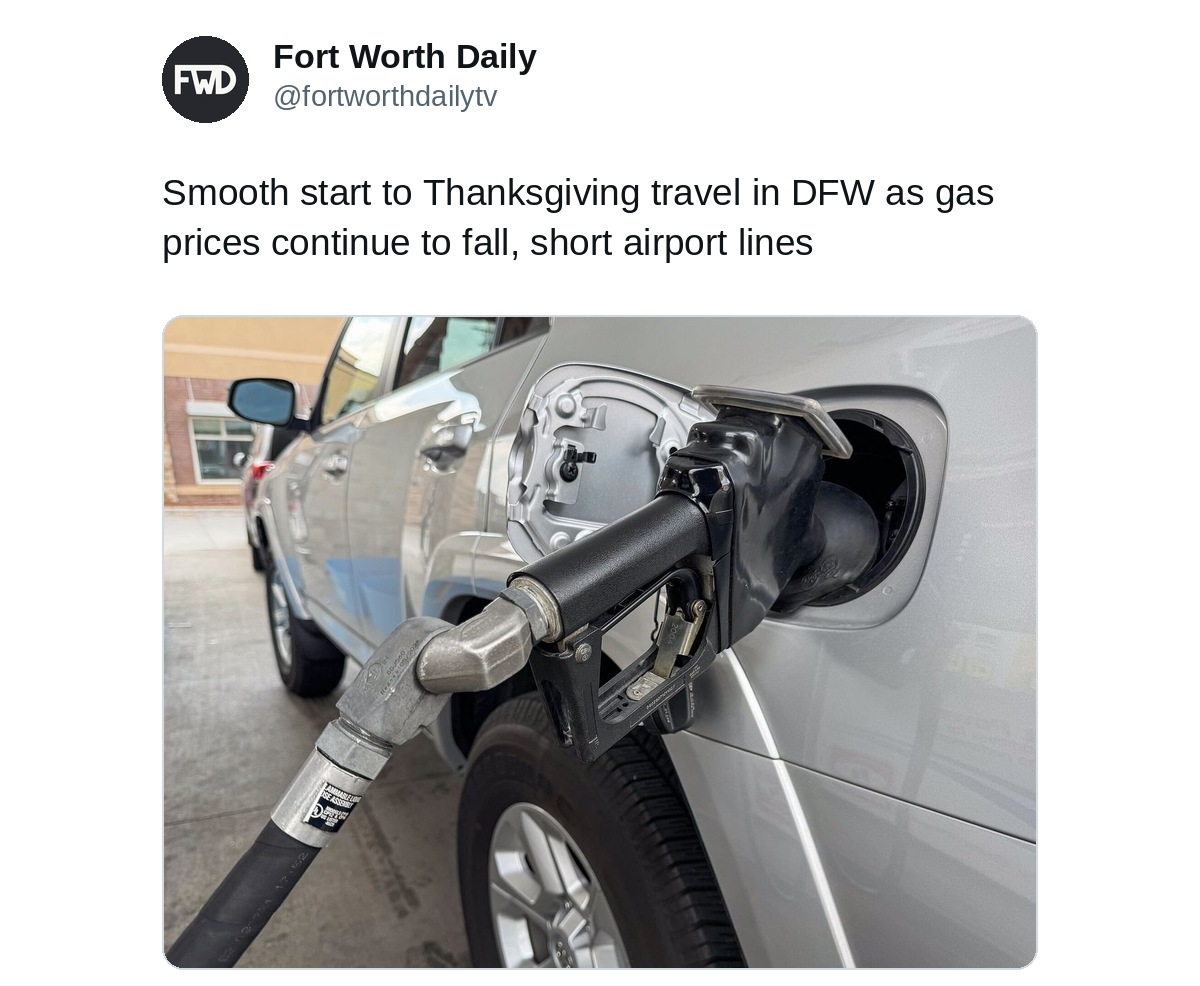 FWD
Fort Worth Daily
@fortworthdailytv
Smooth start to Thanksgiving travel in DFW as gas
prices continue to fall, short airport lines